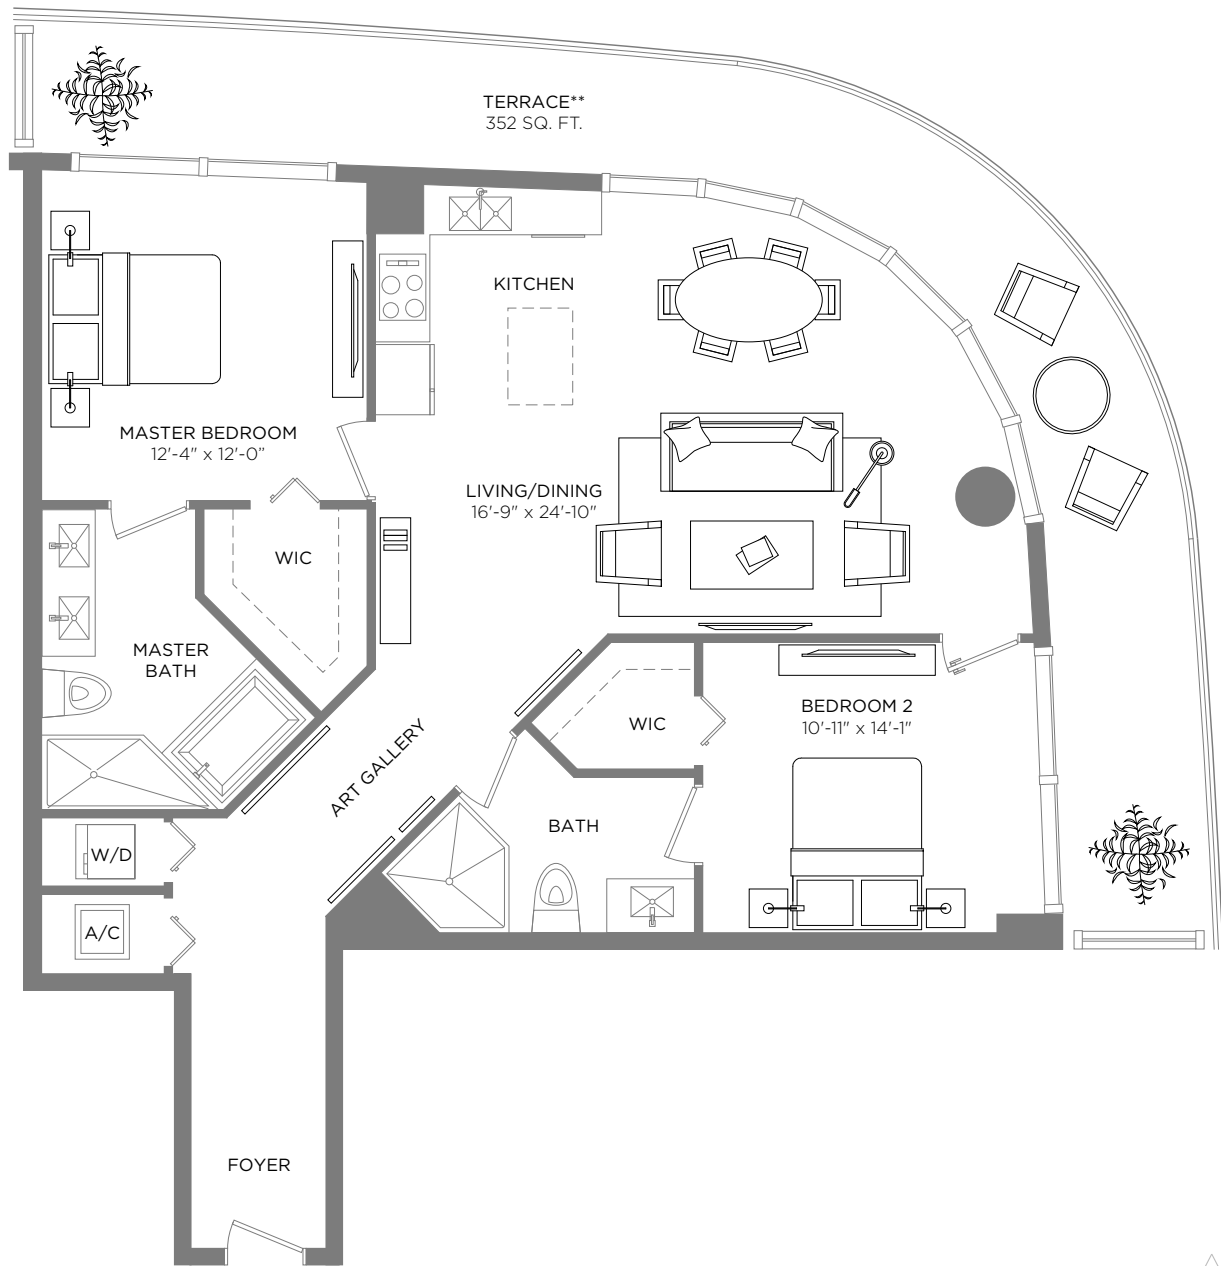 TERRACE**
352 SQ. FT.
KITCHEN
MASTER BEDROOM
12'-4" x 12'-0”
LIVING/DINING
16'-9" x 24'-10"
WIC
MASTER
BATH
WIC
BEDROOM 2
10'-11" x 14'-1"
ART GALLERY
BATH
W/D
A/C
FOYER